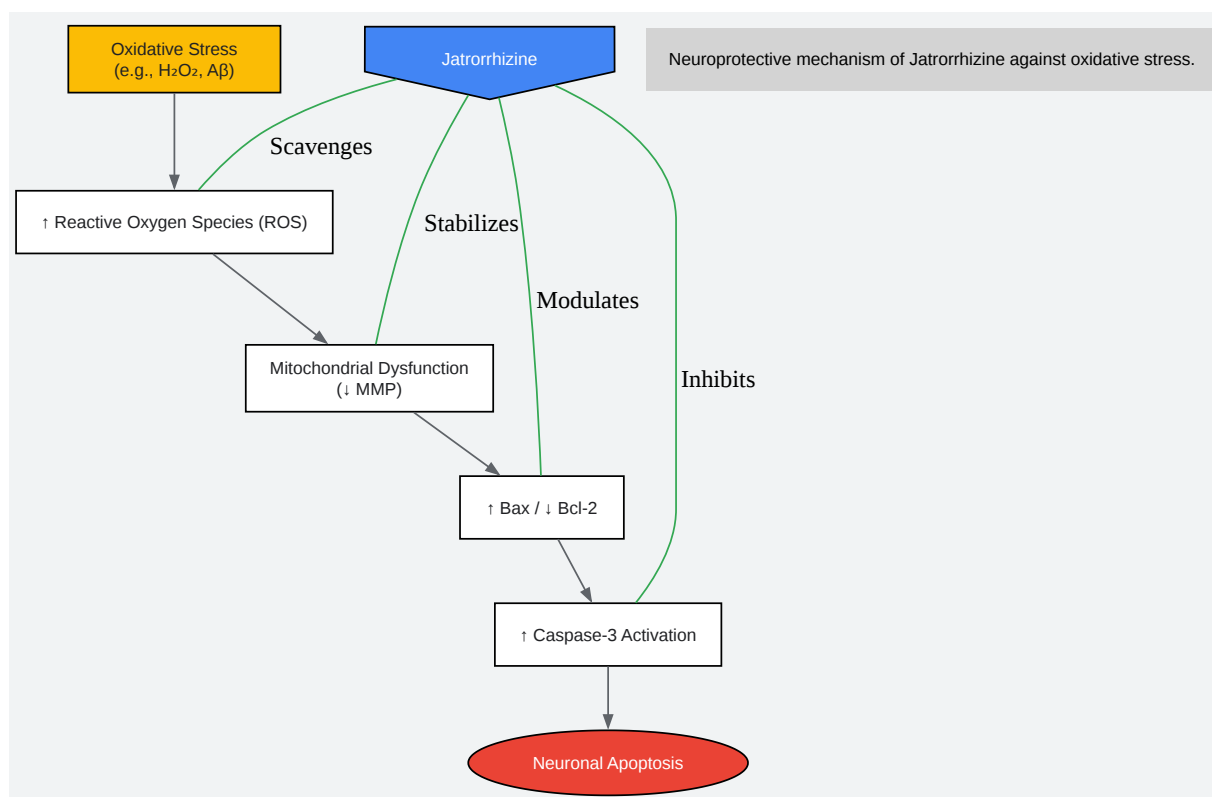 Oxidative Stress
(e.g., H₂O₂, Aβ)
Jatrorrhizine
Neuroprotective mechanism of Jatrorrhizine against oxidative stress.
Scavenges
↑ Reactive Oxygen Species (ROS)
Stabilizes
Modulates
Mitochondrial Dysfunction
(↓ MMP)
Inhibits
↑ Bax / ↓ Bcl-2
↑ Caspase-3 Activation
Neuronal Apoptosis